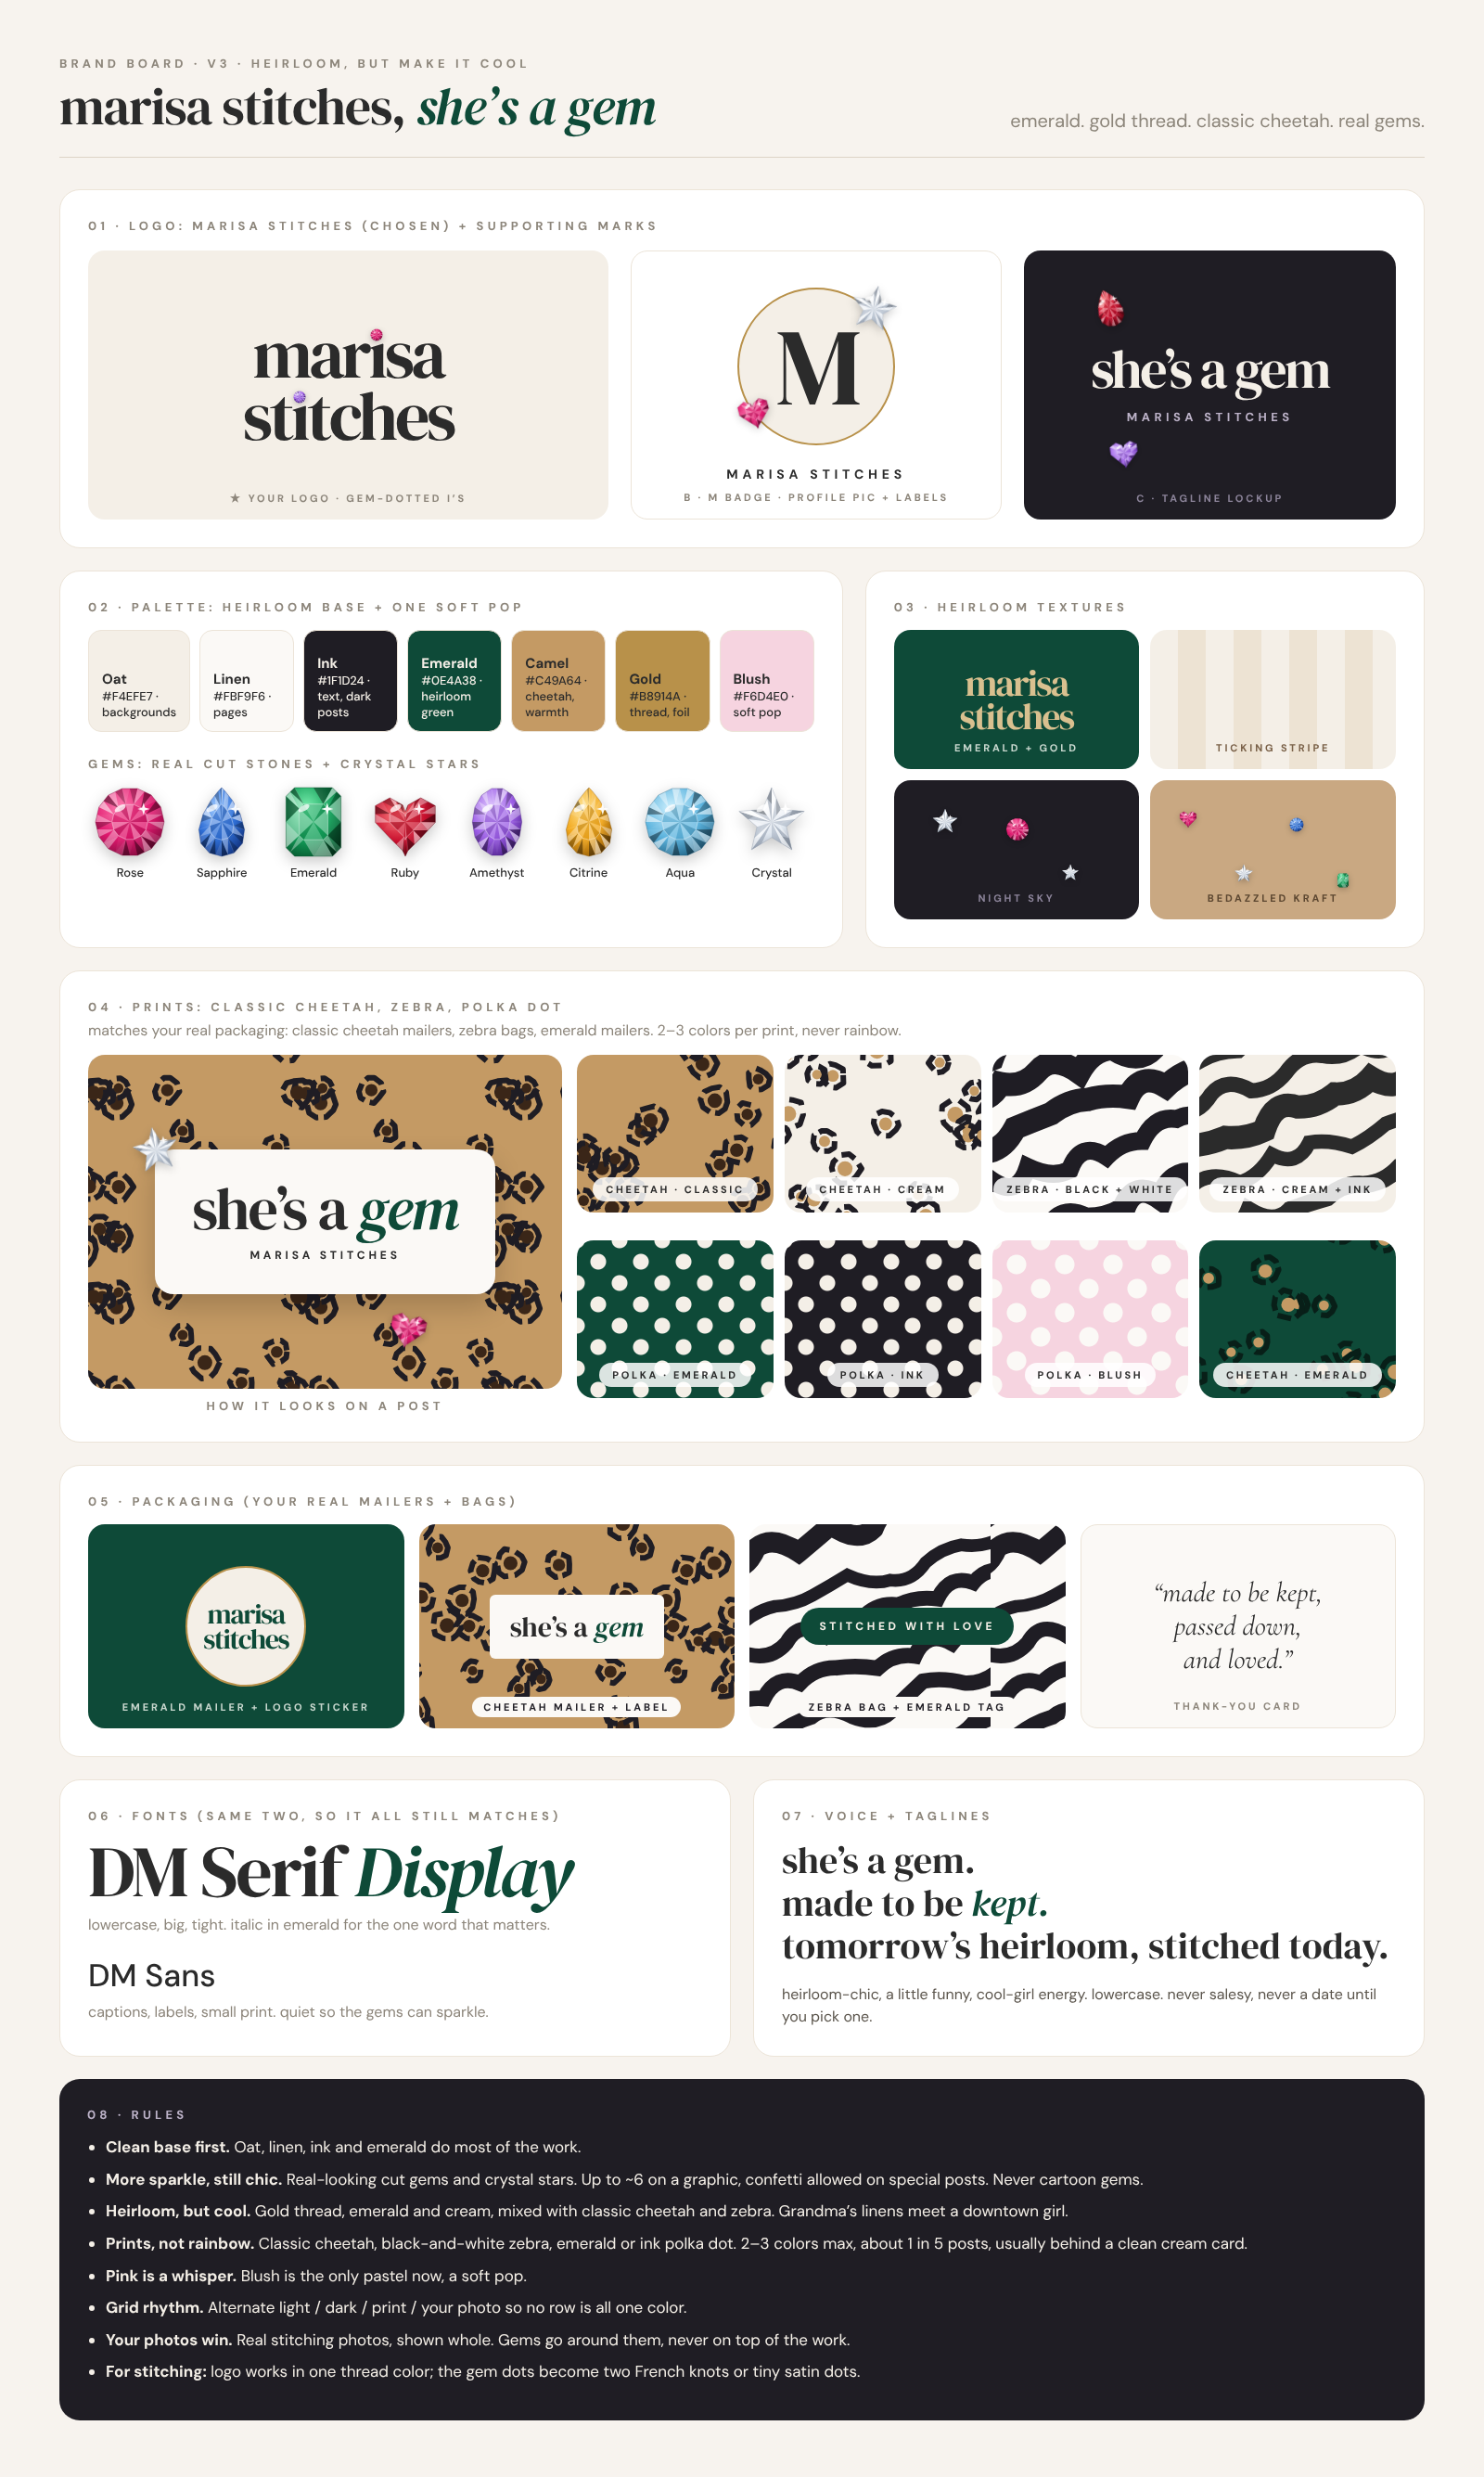 BRAND BOARD · V3 · HEIRLOOM, BUT MAKE IT COOL
marisa stitches, she’s a gem
emerald. gold thread. classic cheetah. real gems.
01 · LOGO: MARISA STITCHES (CHOSEN) + SUPPORTING MARKS
marisa
stitches
★ YOUR LOGO · GEM-DOTTED I’S
M
MARISA STITCHES
B · M BADGE · PROFILE PIC + LABELS
she’s a gem
MARISA STITCHES
C · TAGLINE LOCKUP
02 · PALETTE: HEIRLOOM BASE + ONE SOFT POP
Oat
#F4EFE7 ·
backgrounds
Linen
#FBF9F6 ·
pages
Ink
#1F1D24 ·
text, dark
posts
Emerald
#0E4A38 ·
heirloom
green
Camel
#C49A64 ·
cheetah,
warmth
Gold
#B8914A ·
thread, foil
Blush
#F6D4E0 ·
soft pop
GEMS: REAL CUT STONES + CRYSTAL STARS
Rose
Sapphire
Emerald
Ruby
Amethyst
Citrine
Aqua
Crystal
03 · HEIRLOOM TEXTURES
marisa
stitches
EMERALD + GOLD
TICKING STRIPE
NIGHT SKY
BEDAZZLED KRAFT
04 · PRINTS: CLASSIC CHEETAH, ZEBRA, POLKA DOT
matches your real packaging: classic cheetah mailers, zebra bags, emerald mailers. 2–3 colors per print, never rainbow.
she’s a gem
MARISA STITCHES
HOW IT LOOKS ON A POST
CHEETAH · CLASSIC
CHEETAH · CREAM
ZEBRA · BLACK + WHITE
ZEBRA · CREAM + INK
POLKA · EMERALD
POLKA · INK
POLKA · BLUSH
CHEETAH · EMERALD
05 · PACKAGING (YOUR REAL MAILERS + BAGS)
marisa
stitches
EMERALD MAILER + LOGO STICKER
she’s a gem
CHEETAH MAILER + LABEL
STITCHED WITH LOVE
ZEBRA BAG + EMERALD TAG
“made to be kept,
passed down,
and loved.”
THANK-YOU CARD
06 · FONTS (SAME TWO, SO IT ALL STILL MATCHES)
DM Serif Display
lowercase, big, tight. italic in emerald for the one word that matters.
DM Sans
captions, labels, small print. quiet so the gems can sparkle.
07 · VOICE + TAGLINES
she’s a gem.
made to be kept.
tomorrow’s heirloom, stitched today.
heirloom-chic, a little funny, cool-girl energy. lowercase. never salesy, never a date until
you pick one.
08 · RULES
• Clean base first. Oat, linen, ink and emerald do most of the work.
• More sparkle, still chic. Real-looking cut gems and crystal stars. Up to ~6 on a graphic, confetti allowed on special posts. Never cartoon gems.
• Heirloom, but cool. Gold thread, emerald and cream, mixed with classic cheetah and zebra. Grandma’s linens meet a downtown girl.
• Prints, not rainbow. Classic cheetah, black-and-white zebra, emerald or ink polka dot. 2–3 colors max, about 1 in 5 posts, usually behind a clean cream card.
• Pink is a whisper. Blush is the only pastel now, a soft pop.
• Grid rhythm. Alternate light / dark / print / your photo so no row is all one color.
• Your photos win. Real stitching photos, shown whole. Gems go around them, never on top of the work.
• For stitching: logo works in one thread color; the gem dots become two French knots or tiny satin dots.